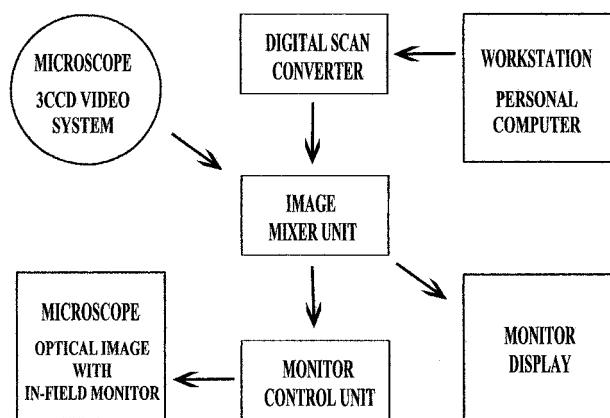 MICROSCOPE
3CCD VIDEO
SYSTEM
DIGITAL SCAN
CONVERTER
WORKSTATION
PERSONAL
COMPUTER
IMAGE
MIXER UNIT
MICROSCOPE
OPTICAL IMAGE
WITH
IN-FIELD MONITOR
MONITOR
CONTROL UNIT
MONITOR
DISPLAY